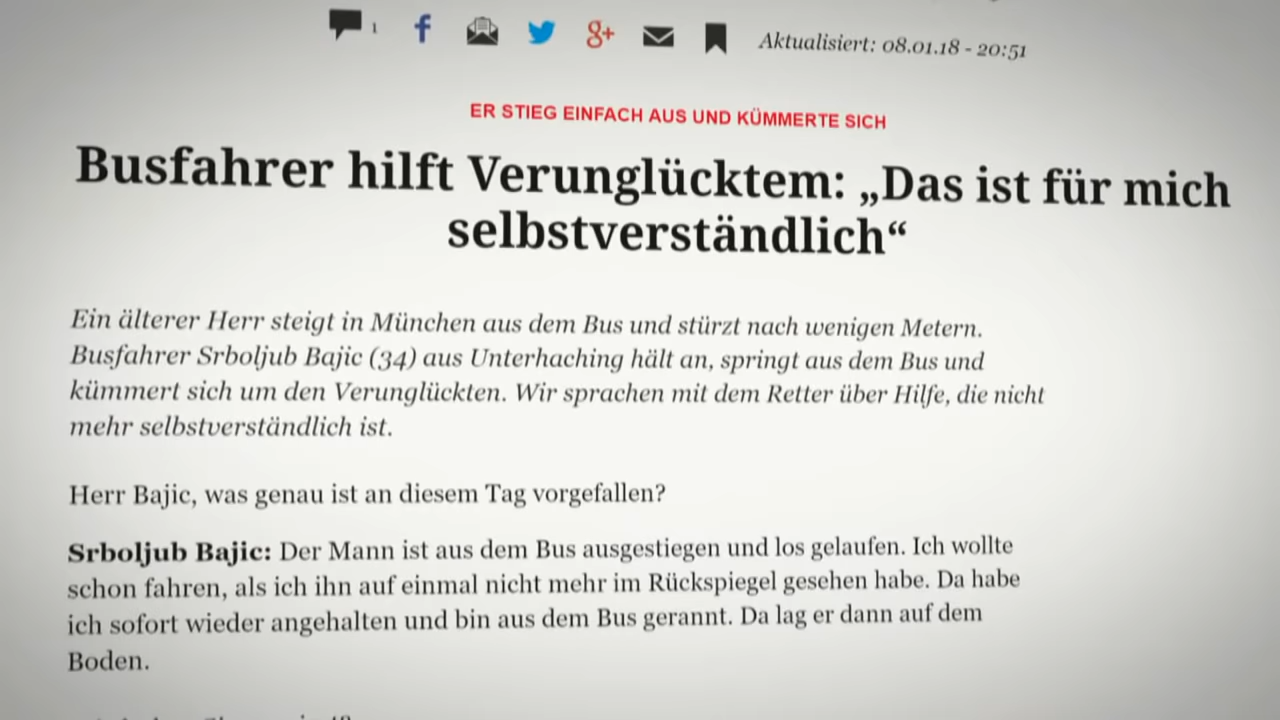 1 f 8+ Aktualisiert: 08.01.18 - 20:51
ER STIEG EINFACH AUS UND KÜMMERTE SICH
Busfahrer hilft Verunglücktem: „Das ist für mich
selbstverständlich“
Ein älterer Herr steigt in München aus dem Bus und stürzt nach wenigen Metern.
Busfahrer Srboljub Bajic (34) aus Unterhaching hält an, springt aus dem Bus und
kümmert sich um den Verunglückten. Wir sprachen mit dem Retter über Hilfe, die nicht
mehr selbstverständlich ist.
Herr Bajic, was genau ist an diesem Tag vorgefallen?
Srboljub Bajic: Der Mann ist aus dem Bus ausgestiegen und los gelaufen. Ich wollte
schon fahren, als ich ihn auf einmal nicht mehr im Rückspiegel gesehen habe. Da habe
ich sofort wieder angehalten und bin aus dem Bus gerannt. Da lag er dann auf dem
Boden.